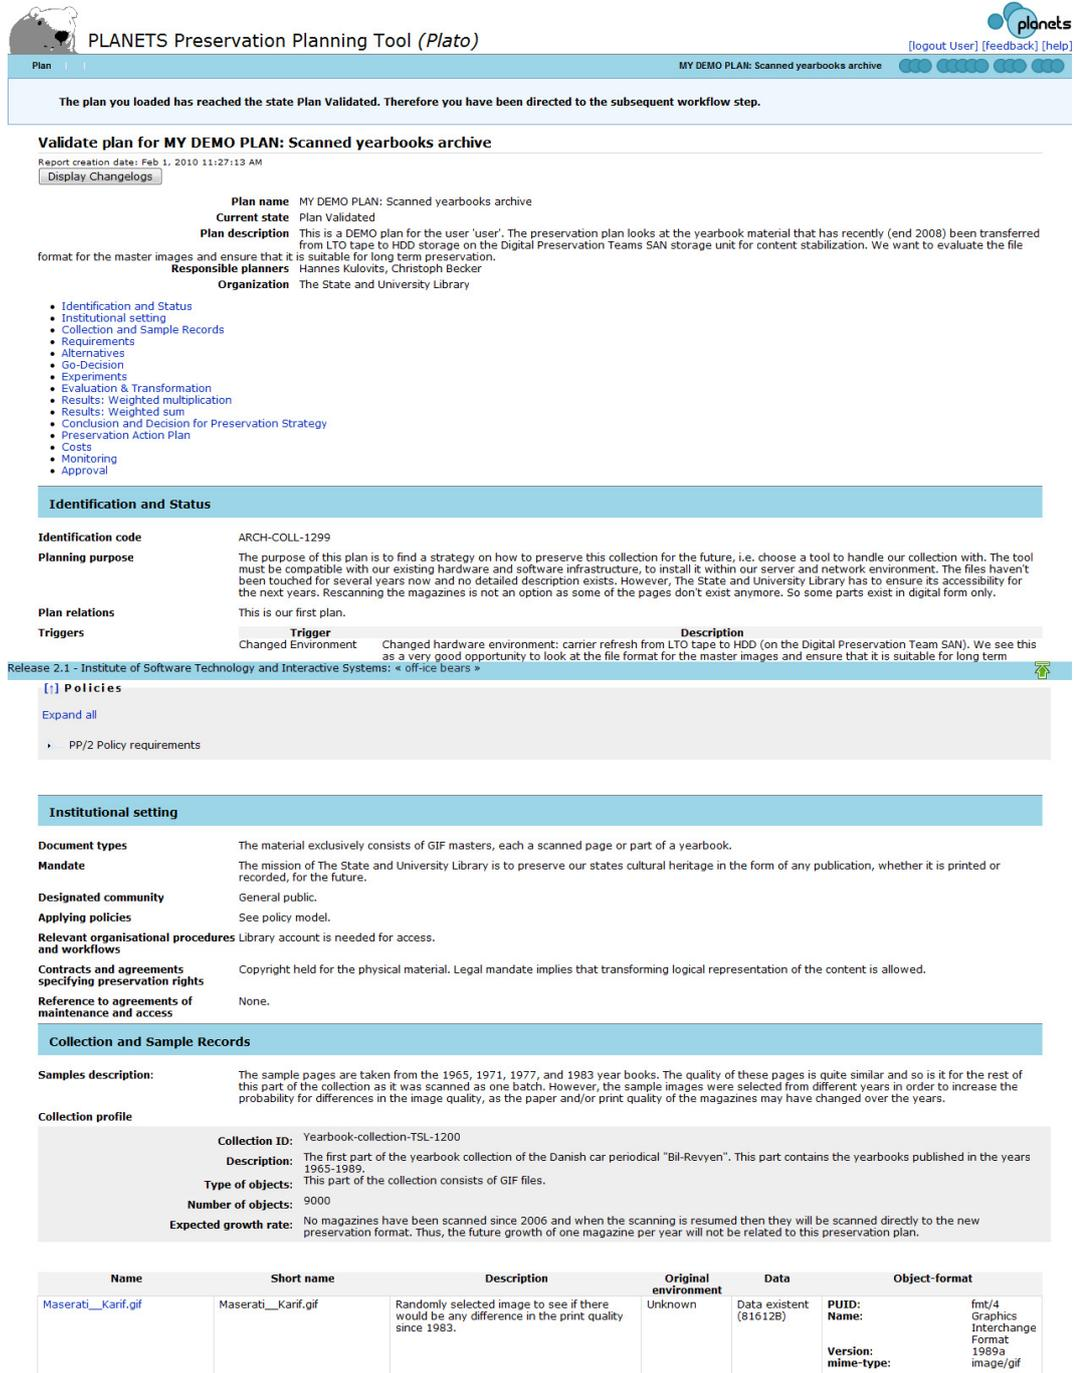 planets
PLANETS Preservation Planning Tool (Plato)
[logout User] [feedback] [help]
Plan
MY DEMO PLAN: Scanned yearbooks archive
The plan you loaded has reached the state Plan Validated. Therefore you have been directed to the subsequent workflow step.
Validate plan for MY DEMO PLAN: Scanned yearbooks archive
Report creation date: Feb 1, 2010 11:27:13 AM
Display Changelogs
Plan name MY DEMO PLAN: Scanned yearbooks archive
Current state Plan Validated
Plan description This is a DEMO plan for the user 'user'. The preservation plan looks at the yearbook material that has recently (end 2008) been transferred
from LTO tape to HDD storage on the Digital Preservation Teams SAN storage unit for content stabilization. We want to evaluate the file
format for the master images and ensure that it is suitable for long term preservation.
Responsible planners Hannes Kulovits, Christoph Becker
Organization The State and University Library
• Identification and Status
• Institutional setting
• Collection and Sample Records
• Requirements
• Alternatives
• Go-Decision
• Experiments
• Evaluation & Transformation
• Results: Weighted multiplication
• Results: Weighted sum
• Conclusion and Decision for Preservation Strategy
• Preservation Action Plan
• Costs
• Monitoring
• Approval
Identification and Status
Identification code ARCH-COLL-1299
Planning purpose The purpose of this plan is to find a strategy on how to preserve this collection for the future, i.e. choose a tool to handle our collection with. The tool
must be compatible with our existing hardware and software infrastructure, to install it within our server and network environment. The files haven't
been touched for several years now and no detailed description exists. However, The State and University Library has to ensure its accessibility for
the next years. Rescanning the magazines is not an option as some of the pages don't exist anymore. So some parts exist in digital form only.
Plan relations This is our first plan.
Triggers Trigger Description
Changed Environment Changed hardware environment: carrier refresh from LTO tape to HDD (on the Digital Preservation Team SAN). We see this
as a very good opportunity to look at the file format for the master images and ensure that it is suitable for long term
Release 2.1 - Institute of Software Technology and Interactive Systems: « off-ice bears »
[↑] Policies
Expand all
PP/2 Policy requirements
Institutional setting
Document types The material exclusively consists of GIF masters, each a scanned page or part of a yearbook.
Mandate The mission of The State and University Library is to preserve our states cultural heritage in the form of any publication, whether it is printed or
recorded, for the future.
Designated community General public.
Applying policies See policy model.
Relevant organisational procedures Library account is needed for access.
and workflows
Contracts and agreements Copyright held for the physical material. Legal mandate implies that transforming logical representation of the content is allowed.
specifying preservation rights
Reference to agreements of None.
maintenance and access
Collection and Sample Records
Samples description: The sample pages are taken from the 1965, 1971, 1977, and 1983 year books. The quality of these pages is quite similar and so is it for the rest of
this part of the collection as it was scanned as one batch. However, the sample images were selected from different years in order to increase the
probability for differences in the image quality, as the paper and/or print quality of the magazines may have changed over the years.
Collection profile
Collection ID: Yearbook-collection-TSL-1200
Description: The first part of the yearbook collection of the Danish car periodical "Bil-Revyen". This part contains the yearbooks published in the years
1965-1989.
Type of objects: This part of the collection consists of GIF files.
Number of objects: 9000
Expected growth rate: No magazines have been scanned since 2006 and when the scanning is resumed then they will be scanned directly to the new
preservation format. Thus, the future growth of one magazine per year will not be related to this preservation plan.
Name Short name Description Original Data Object-format
environment
Maserati__Karif.gif Maserati__Karif.gif Randomly selected image to see if there Unknown Data existent PUID: fmt/4
would be any difference in the print quality (81612B) Name: Graphics
since 1983. Interchange
Format
Version: 1989a
mime-type: image/gif